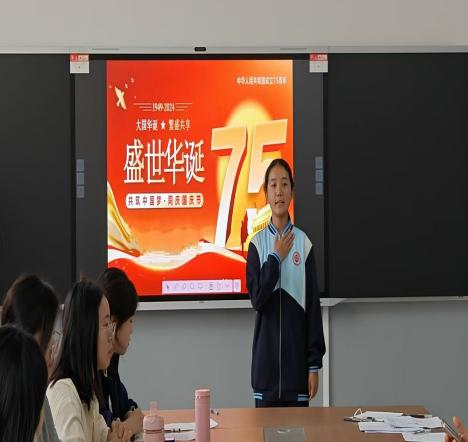 中华人民共和国成立75周年
1949-2024
大国华诞 ★ 繁盛共享
盛世华诞
75
共筑中国梦·同庆国庆节